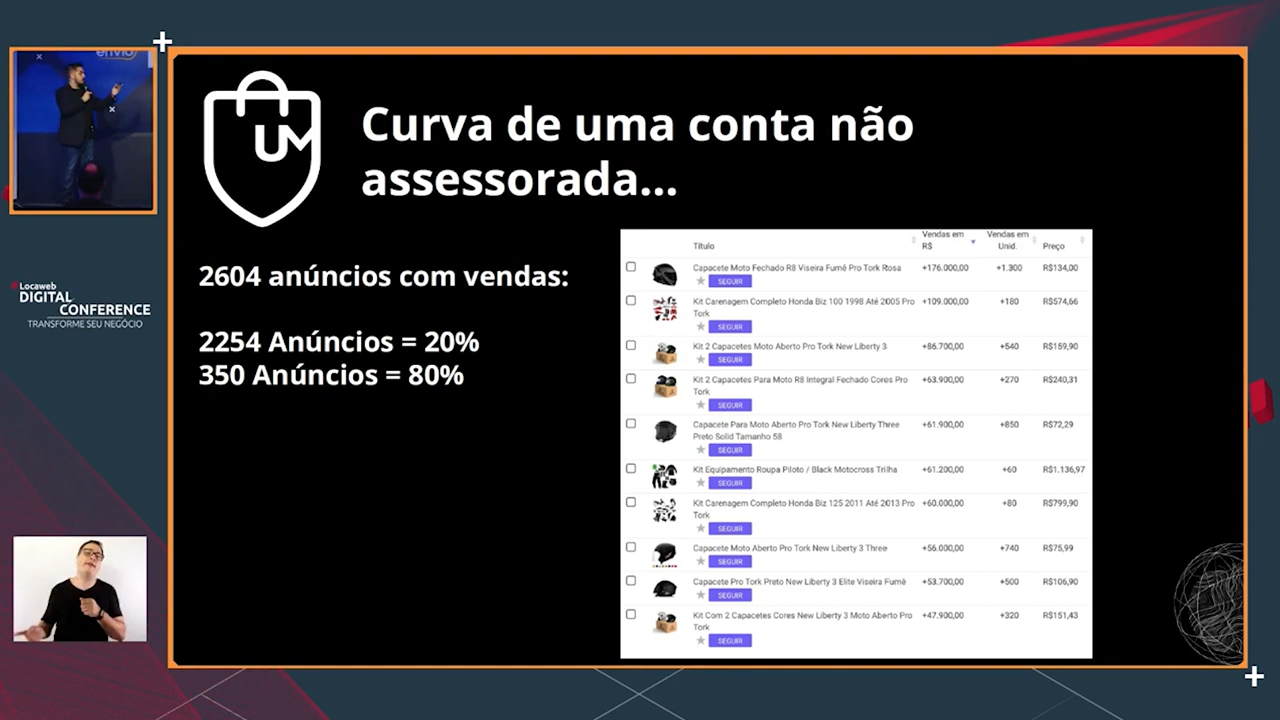 envio
Locaweb
DIGITAL
CONFERENCE
TRANSFORME SEU NEGÓCIO
UM
Curva de uma conta não
assessorada...
2604 anúncios com vendas:
2254 Anúncios = 20%
350 Anúncios = 80%
Título Vendas em R$ Vendas em Unid. Preço
Capacete Moto Fechado R8 Viseira Fumê Pro Tork Rosa +176.000,00 +1.300 R$134,00
SEGUIR
Kit Carenagem Completo Honda Biz 100 1998 Até 2005 Pro +109.000,00 +180 R$574,66
Tork
SEGUIR
Kit 2 Capacetes Moto Aberto Pro Tork New Liberty 3 +86.700,00 +540 R$159,90
SEGUIR
Kit 2 Capacetes Para Moto R8 Integral Fechado Cores Pro +63.900,00 +270 R$240,31
Tork
SEGUIR
Capacete Para Moto Aberto Pro Tork New Liberty Three +61.900,00 +850 R$72,29
Preto Solid Tamanho 58
SEGUIR
Kit Equipamento Roupa Piloto / Black Motocross Trilha +61.200,00 +60 R$1.136,97
SEGUIR
Kit Carenagem Completo Honda Biz 125 2011 Até 2013 Pro +60.000,00 +80 R$799,90
Tork
SEGUIR
Capacete Moto Aberto Pro Tork New Liberty 3 Three +56.000,00 +740 R$75,99
SEGUIR
Capacete Pro Tork Preto New Liberty 3 Elite Viseira Fumê +53.700,00 +500 R$106,90
SEGUIR
Kit Com 2 Capacetes Cores New Liberty 3 Moto Aberto Pro +47.900,00 +320 R$151,43
Tork
SEGUIR